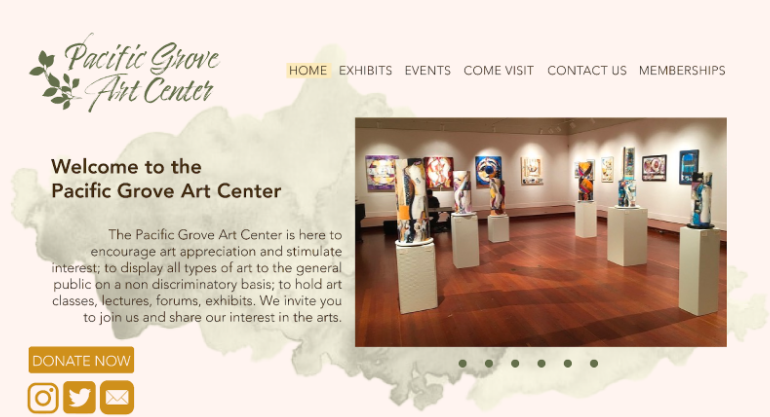 Pacific Grove
Art Center
HOME EXHIBITS EVENTS COME VISIT CONTACT US MEMBERSHIPS
Welcome to the
Pacific Grove Art Center
The Pacific Grove Art Center is here to
encourage art appreciation and stimulate
interest; to display all types of art to the general
public on a non discriminatory basis; to hold art
classes, lectures, forums, exhibits. We invite you
to join us and share our interest in the arts.
DONATE NOW